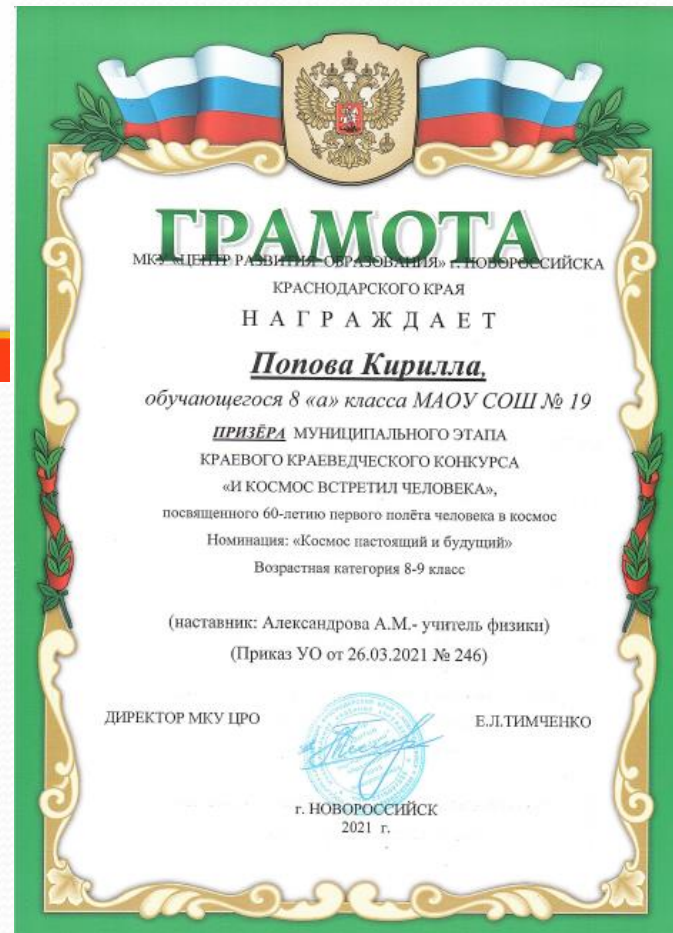 ГРАМОТА
МКУ «ЦЕНТР РАЗВИТИЯ ОБРАЗОВАНИЯ» г. НОВОРОССИЙСКА
КРАСНОДАРСКОГО КРАЯ
Н А Г Р А Ж Д А Е Т
Попова Кирилла,
обучающегося 8 «а» класса МАОУ СОШ № 19
ПРИЗЁРА МУНИЦИПАЛЬНОГО ЭТАПА
КРАЕВОГО КРАЕВЕДЧЕСКОГО КОНКУРСА
«И КОСМОС ВСТРЕТИЛ ЧЕЛОВЕКА»,
посвященного 60-летию первого полёта человека в космос
Номинация: «Космос настоящий и будущий»
Возрастная категория 8-9 класс
(наставник: Александрова А.М.- учитель физики)
(Приказ УО от 26.03.2021 № 246)
ДИРЕКТОР МКУ ЦРО Е.Л.ТИМЧЕНКО
г. НОВОРОССИЙСК
2021 г.